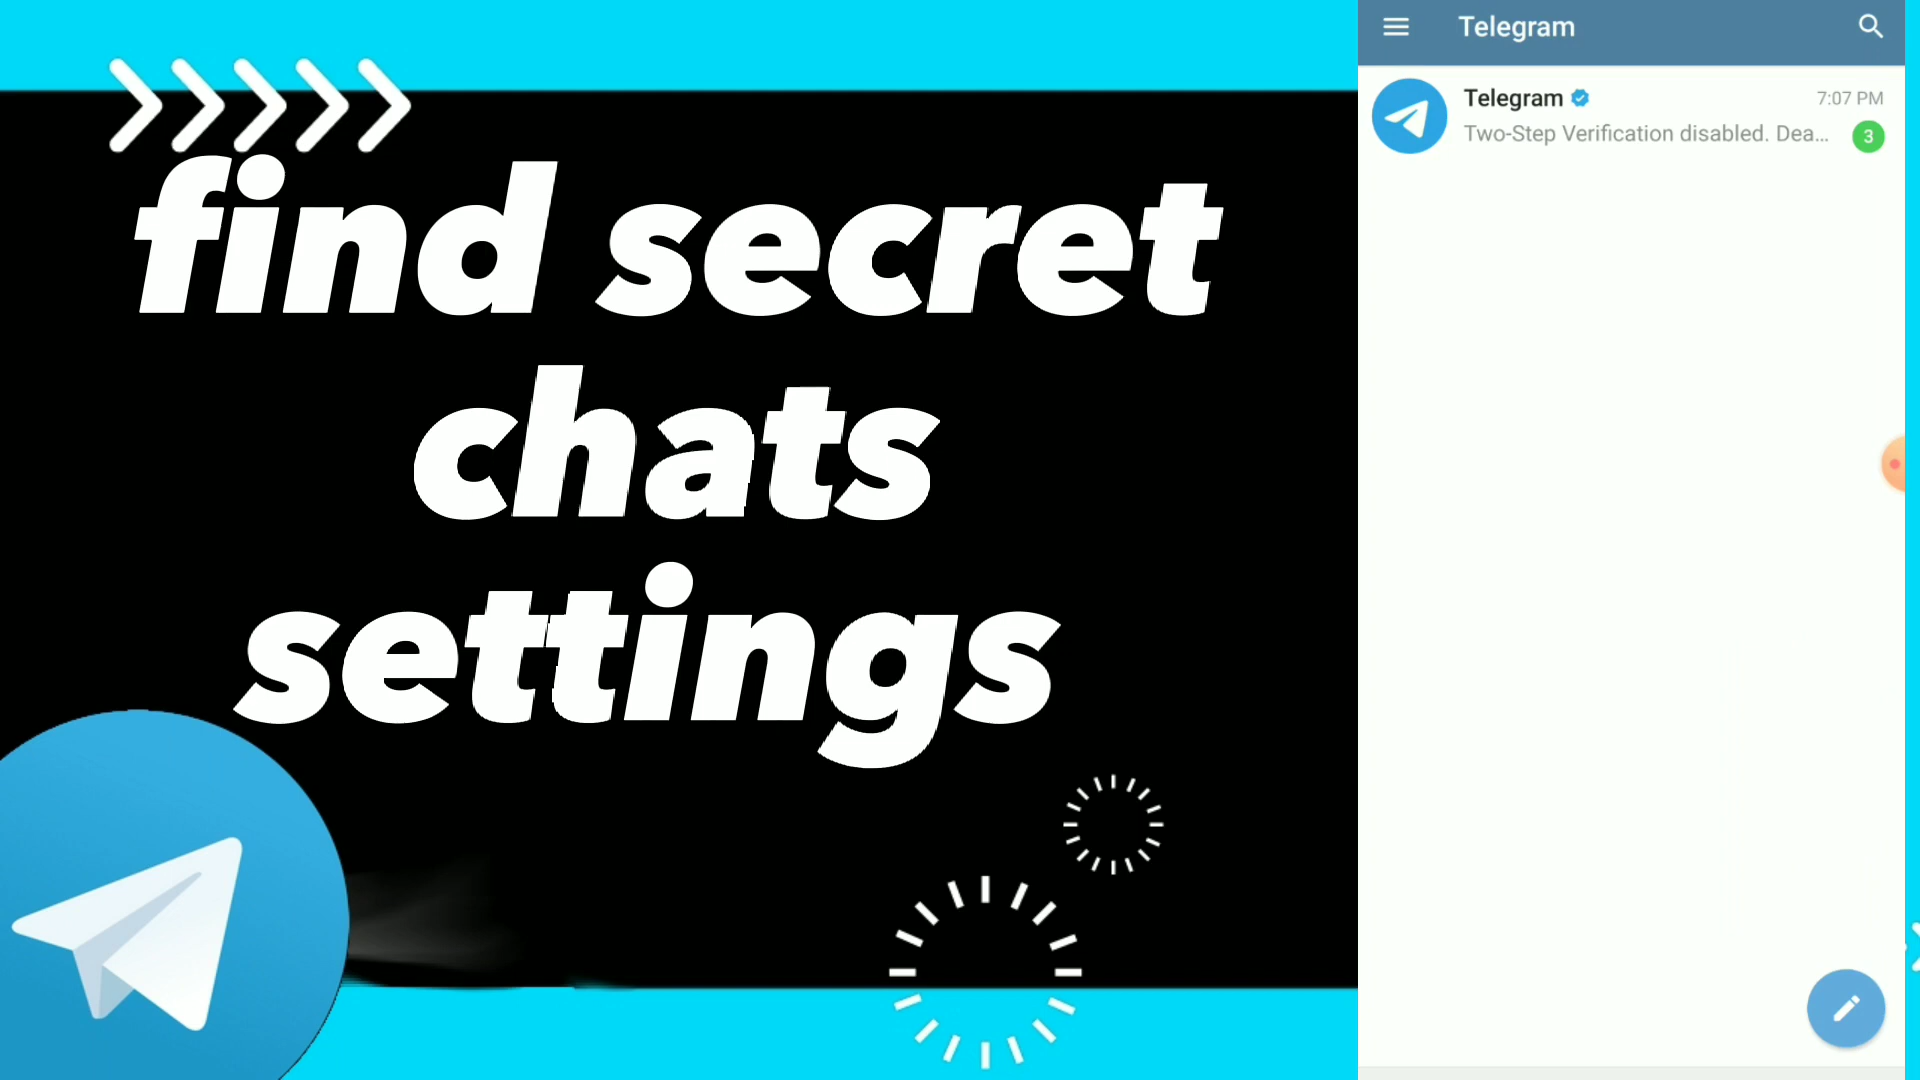 find secret
chats
settings
Telegram
Telegram
7:07 PM
Two-Step Verification disabled. Dea...
3